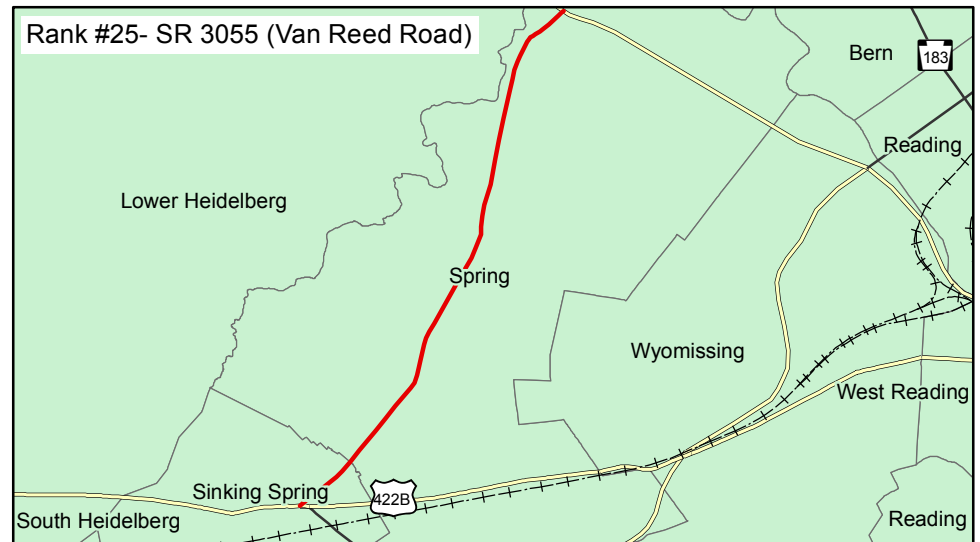 Rank #25- SR 3055 (Van Reed Road)
Bern
183
Reading
Lower Heidelberg
Spring
Wyomissing
West Reading
Sinking Spring
422B
South Heidelberg
Reading